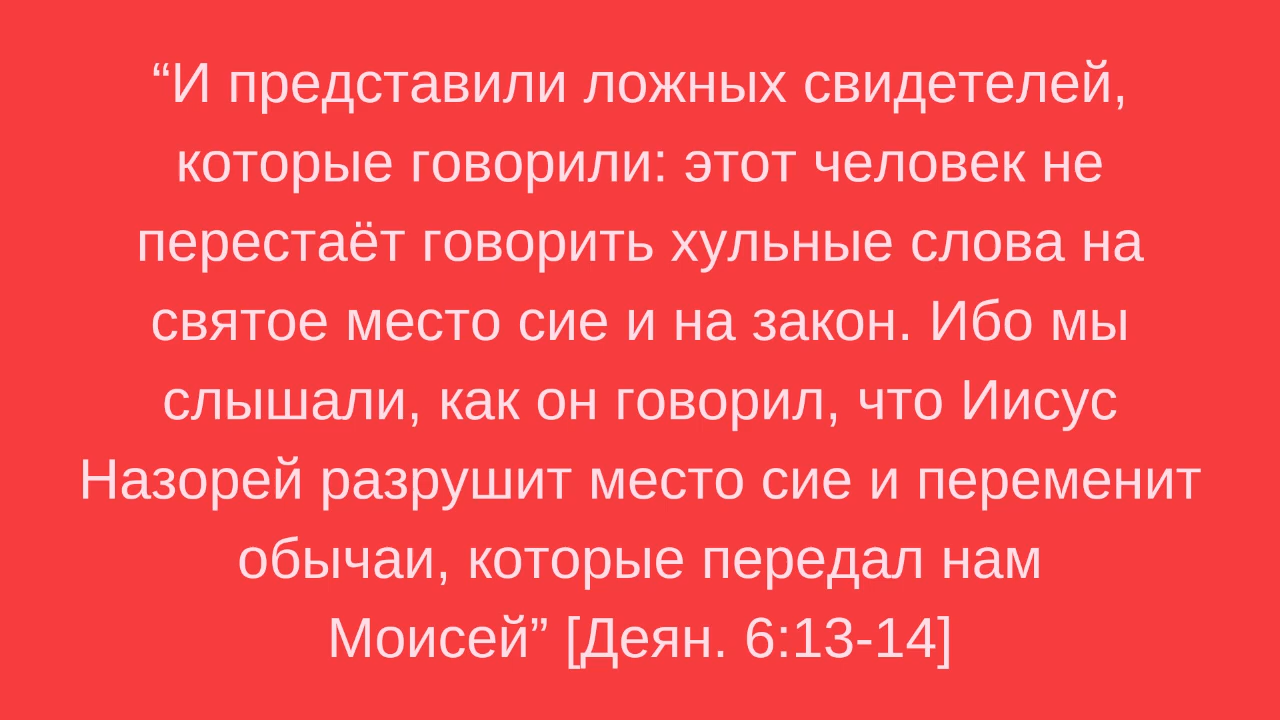 “И представили ложных свидетелей,
которые говорили: этот человек не
перестаёт говорить хульные слова на
святое место сие и на закон. Ибо мы
слышали, как он говорил, что Иисус
Назорей разрушит место сие и переменит
обычаи, которые передал нам
Моисей” [Деян. 6:13-14]